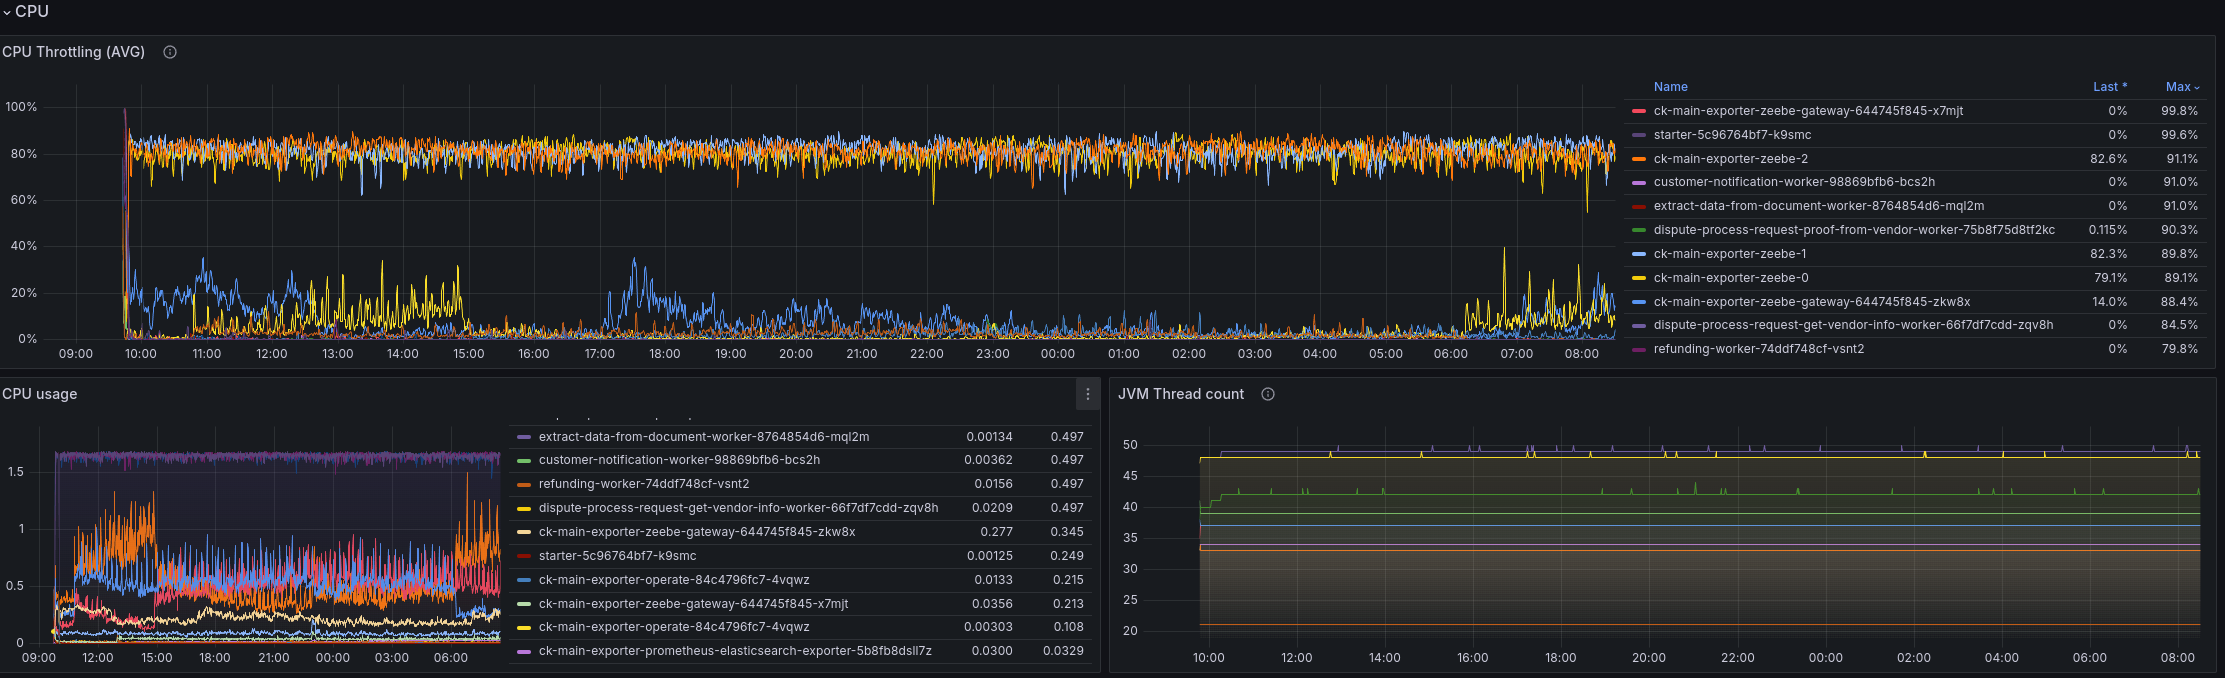 CPU
CPU Throttling (AVG)
Name Last * Max
100%
80%
60%
40%
20%
0%
09:00 10:00 11:00 12:00 13:00 14:00 15:00 16:00 17:00 18:00 19:00 20:00 21:00 22:00 23:00 00:00 01:00 02:00 03:00 04:00 05:00 06:00 07:00 08:00
ck-main-exporter-zeebe-gateway-644745f845-x7mjt 0% 99.8%
starter-5c96764bf7-k9smc 0% 99.6%
ck-main-exporter-zeebe-2 82.6% 91.1%
customer-notification-worker-98869bfb6-bcs2h 0% 91.0%
extract-data-from-document-worker-8764854d6-mql2m 0% 91.0%
dispute-process-request-proof-from-vendor-worker-75b8f75d8tf2kc 0.115% 90.3%
ck-main-exporter-zeebe-1 82.3% 89.8%
ck-main-exporter-zeebe-0 79.1% 89.1%
ck-main-exporter-zeebe-gateway-644745f845-zkw8x 14.0% 88.4%
dispute-process-request-get-vendor-info-worker-66f7df7cdd-zqv8h 0% 84.5%
refunding-worker-74ddf748cf-vsnt2 0% 79.8%
CPU usage
1.5
1
0.5
0
09:00 12:00 15:00 18:00 21:00 00:00 03:00 06:00
extract-data-from-document-worker-8764854d6-mql2m 0.00134 0.497
customer-notification-worker-98869bfb6-bcs2h 0.00362 0.497
refunding-worker-74ddf748cf-vsnt2 0.0156 0.497
dispute-process-request-get-vendor-info-worker-66f7df7cdd-zqv8h 0.0209 0.497
ck-main-exporter-zeebe-gateway-644745f845-zkw8x 0.277 0.345
starter-5c96764bf7-k9smc 0.00125 0.249
ck-main-exporter-operate-84c4796fc7-4vqwz 0.0133 0.215
ck-main-exporter-zeebe-gateway-644745f845-x7mjt 0.0356 0.213
ck-main-exporter-operate-84c4796fc7-4vqwz 0.00303 0.108
ck-main-exporter-prometheus-elasticsearch-exporter-5b8fb8dsll7z 0.0300 0.0329
JVM Thread count
50
45
40
35
30
25
20
10:00 12:00 14:00 16:00 18:00 20:00 22:00 00:00 02:00 04:00 06:00 08:00